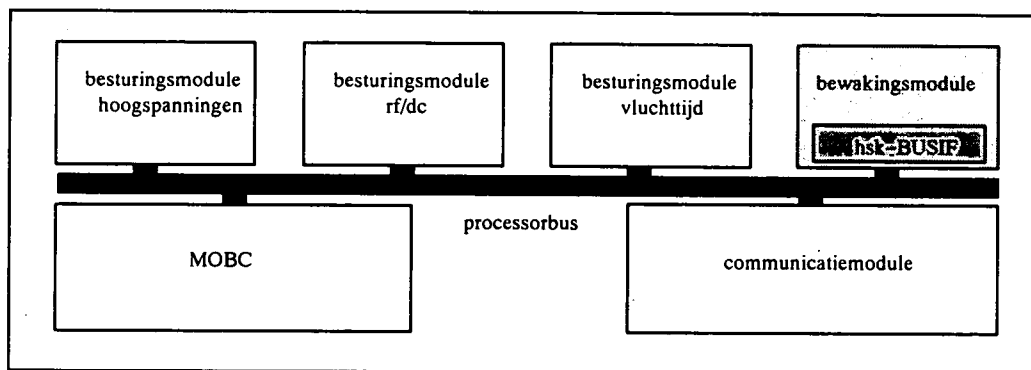 besturingsmodule
hoogspanningen
besturingsmodule
rf/dc
besturingsmodule
vluchttijd
bewakingsmodule
hsk-BUSIF
processorbus
MOBC
communicatiemodule